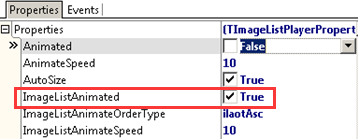 Properties Events
Properties (TImageListPlayerPropert
Animated False
AnimateSpeed 10
AutoSize True
ImageListAnimated True
ImageListAnimateOrderType ilaotAsc
ImageListAnimateSpeed 10